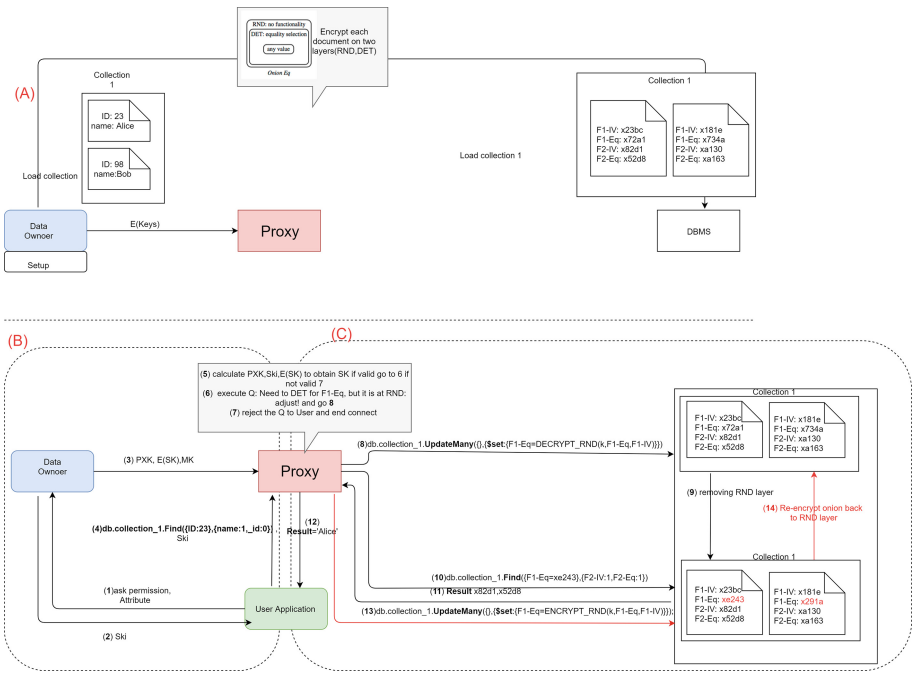 RND: no functionality
DET: equality selection
any value
Onion Eq
Encrypt each
document on two
layers(RND,DET)
(A)
Collection
1
ID: 23
name: Alice
ID: 98
name:Bob
Load collection
Load collection 1
Collection 1
F1-IV: x23bc
F1-Eq: x72a1
F2-IV: x82d1
F2-Eq: x52d8
F1-IV: x181e
F1-Eq: x734a
F2-IV: xa130
F2-Eq: xa163
Data
Ownoer
Setup
E(Keys)
Proxy
DBMS
(B)
(C)
(5) calculate PXK,Ski,E(SK) to obtain SK if valid go to 6 if
not valid 7
(6) execute Q: Need to DET for F1-Eq, but it is at RND:
adjust! and go 8
(7) reject the Q to User and end connect
Collection 1
F1-IV: x23bc
F1-Eq: x72a1
F2-IV: x82d1
F2-Eq: xa163
F1-IV: x181e
F1-Eq: x734a
F2-IV: xa130
F2-Eq: xa163
Data
Ownoer
(3) PXK, E(SK),MK
Proxy
(8)db.collection_1.UpdateMany({},{$set:{F1-Eq=DECRYPT_RND(k,F1-Eq,F1-IV)}})
(9) removing RND layer
(14) Re-encrypt onion back
to RND layer
(4)db.collection_1.Find({ID:23},{name:1,_id:0}) ,
Ski
(12)
Result='Alice'
(10)db.collection_1.Find({F1-Eq=xe243},{F2-IV:1,F2-Eq:1})
(11) Result x82d1,x52d8
(13)db.collection_1.UpdateMany({},{$set:{F1-Eq=ENCRYPT_RND(k,F1-Eq,F1-IV)}});
(1)ask permission,
Attribute
User Application
(2) Ski
Collection 1
F1-IV: x23bc
F1-Eq: xe243
F2-IV: x82d1
F2-Eq: x52d8
F1-IV: x181e
F1-Eq: x291a
F2-IV: xa130
F2-Eq: xa163